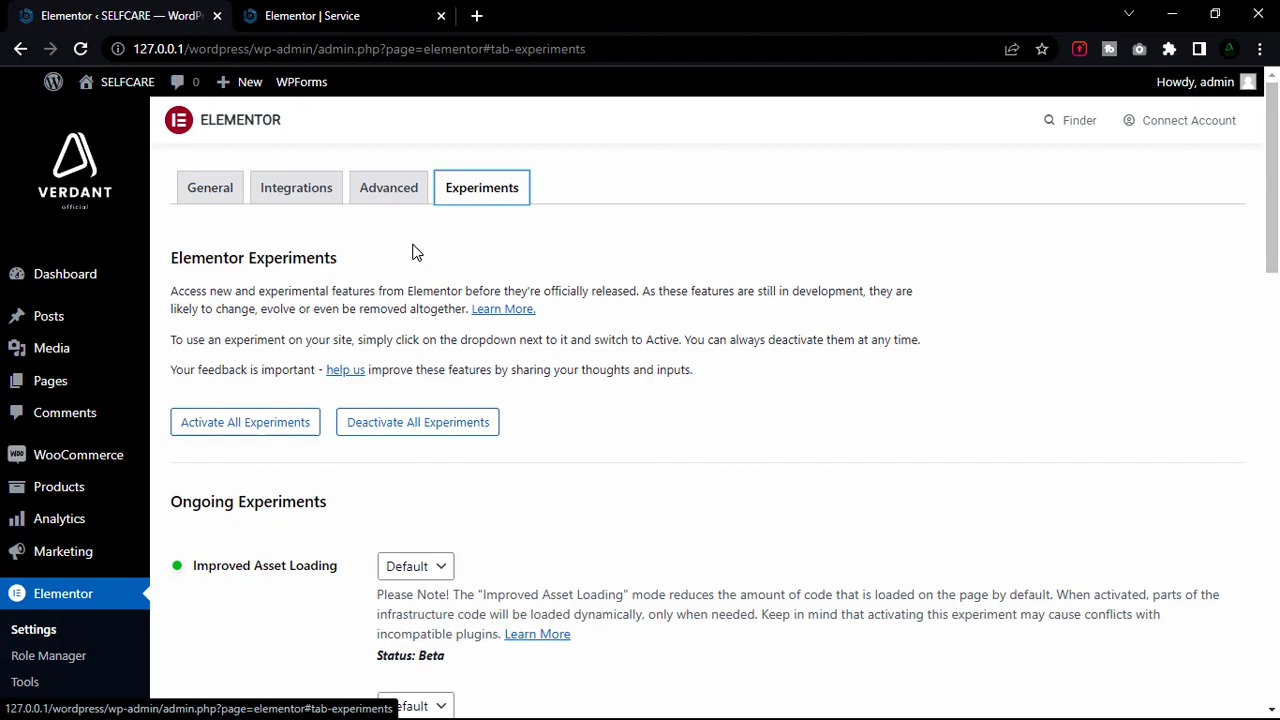 Elementor ‹ SELFCARE — WordPr
Elementor | Service
127.0.0.1/wordpress/wp-admin/admin.php?page=elementor#tab-experiments
SELFCARE
0
New
WPForms
Howdy, admin
VERDANT
official
ELEMENTOR
Finder
Connect Account
General
Integrations
Advanced
Experiments
Elementor Experiments
Access new and experimental features from Elementor before they're officially released. As these features are still in development, they are
likely to change, evolve or even be removed altogether. Learn More.
To use an experiment on your site, simply click on the dropdown next to it and switch to Active. You can always deactivate them at any time.
Your feedback is important - help us improve these features by sharing your thoughts and inputs.
Activate All Experiments
Deactivate All Experiments
Ongoing Experiments
Improved Asset Loading
Default
Please Note! The "Improved Asset Loading" mode reduces the amount of code that is loaded on the page by default. When activated, parts of the
infrastructure code will be loaded dynamically, only when needed. Keep in mind that activating this experiment may cause conflicts with
incompatible plugins. Learn More
Status: Beta
efault
Dashboard
Posts
Media
Pages
Comments
WooCommerce
Products
Analytics
Marketing
Elementor
Settings
Role Manager
Tools
127.0.0.1/wordpress/wp-admin/admin.php?page=elementor#tab-experiments